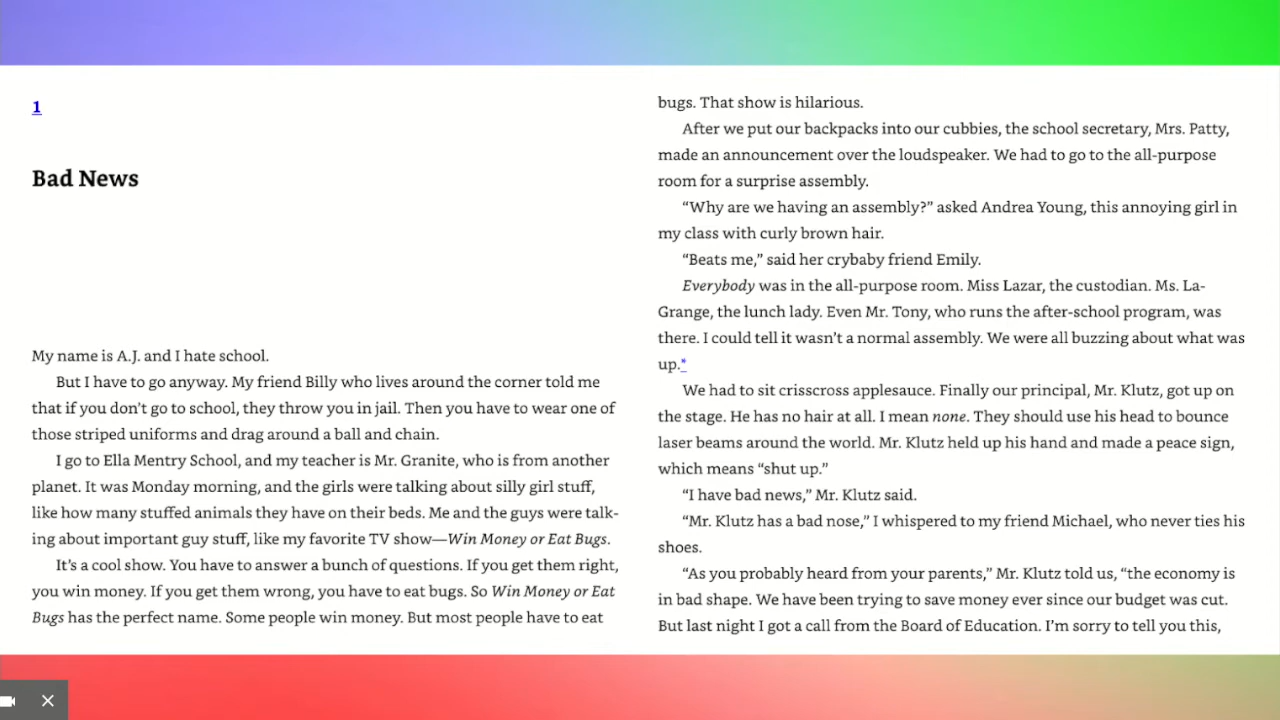 1
Bad News
My name is A.J. and I hate school.
But I have to go anyway. My friend Billy who lives around the corner told me
that if you don’t go to school, they throw you in jail. Then you have to wear one of
those striped uniforms and drag around a ball and chain.
I go to Ella Mentry School, and my teacher is Mr. Granite, who is from another
planet. It was Monday morning, and the girls were talking about silly girl stuff,
like how many stuffed animals they have on their beds. Me and the guys were talk-
ing about important guy stuff, like my favorite TV show—Win Money or Eat Bugs.
It’s a cool show. You have to answer a bunch of questions. If you get them right,
you win money. If you get them wrong, you have to eat bugs. So Win Money or Eat
Bugs has the perfect name. Some people win money. But most people have to eat
bugs. That show is hilarious.
After we put our backpacks into our cubbies, the school secretary, Mrs. Patty,
made an announcement over the loudspeaker. We had to go to the all-purpose
room for a surprise assembly.
“Why are we having an assembly?” asked Andrea Young, this annoying girl in
my class with curly brown hair.
“Beats me,” said her crybaby friend Emily.
Everybody was in the all-purpose room. Miss Lazar, the custodian. Ms. La-
Grange, the lunch lady. Even Mr. Tony, who runs the after-school program, was
there. I could tell it wasn’t a normal assembly. We were all buzzing about what was
up.*
We had to sit crisscross applesauce. Finally our principal, Mr. Klutz, got up on
the stage. He has no hair at all. I mean none. They should use his head to bounce
laser beams around the world. Mr. Klutz held up his hand and made a peace sign,
which means “shut up.”
“I have bad news,” Mr. Klutz said.
“Mr. Klutz has a bad nose,” I whispered to my friend Michael, who never ties his
shoes.
“As you probably heard from your parents,” Mr. Klutz told us, “the economy is
in bad shape. We have been trying to save money ever since our budget was cut.
But last night I got a call from the Board of Education. I’m sorry to tell you this,